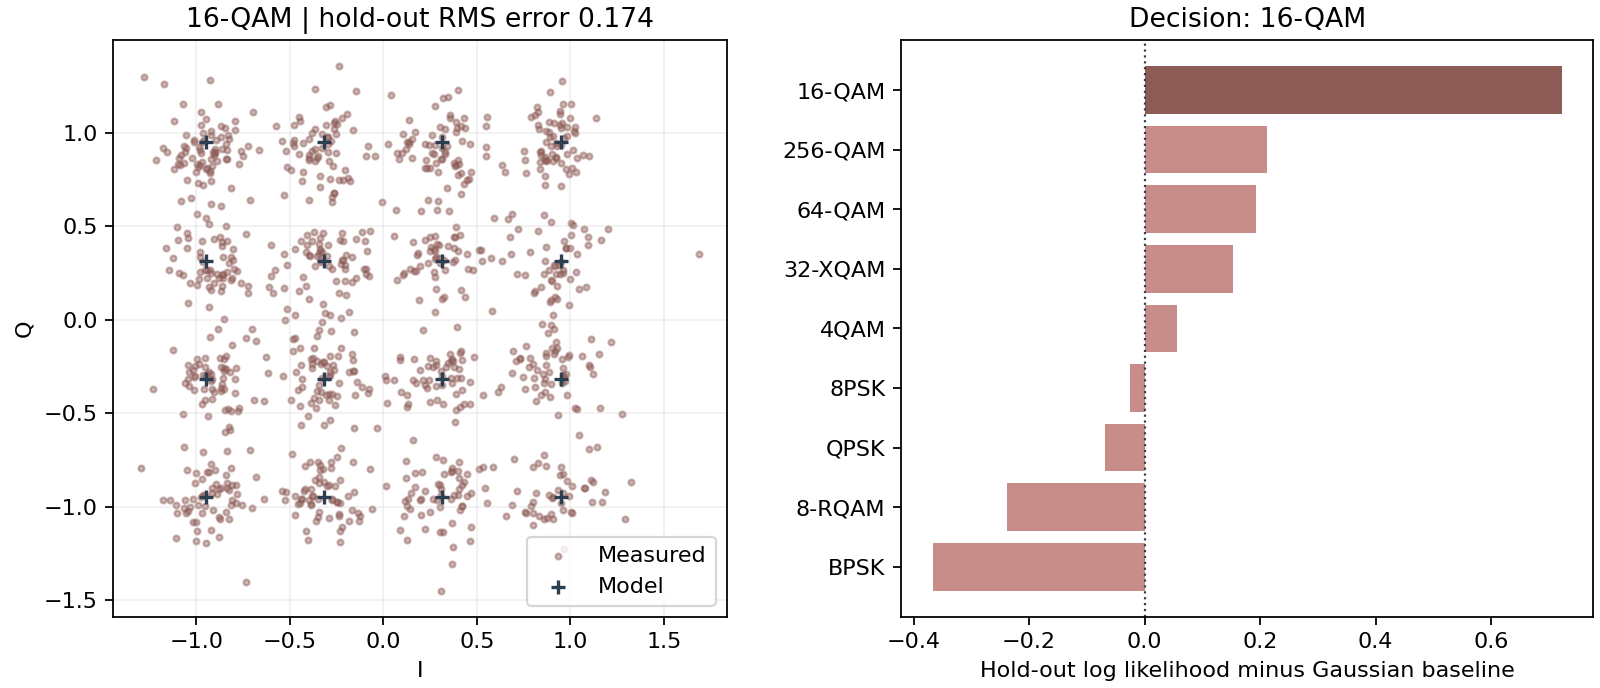 16-QAM | hold-out RMS error 0.174
1.0
0.5
0.0
−0.5
−1.0
−1.5
Q
−1.0 −0.5 0.0 0.5 1.0 1.5
I
Measured
Model
Decision: 16-QAM
16-QAM
256-QAM
64-QAM
32-XQAM
4QAM
8PSK
QPSK
8-RQAM
BPSK
−0.4 −0.2 0.0 0.2 0.4 0.6
Hold-out log likelihood minus Gaussian baseline